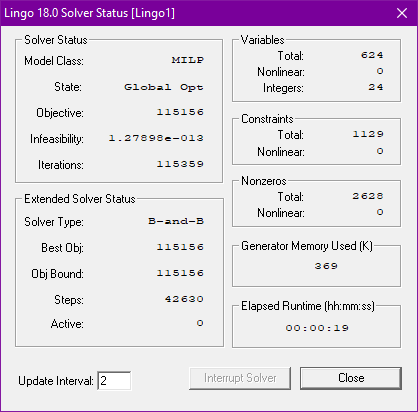 Lingo 18.0 Solver Status [Lingo1]
Solver Status
Model Class: MILP
State: Global Opt
Objective: 115156
Infeasibility: 1.27898e-013
Iterations: 115359
Extended Solver Status
Solver Type: B-and-B
Best Obj: 115156
Obj Bound: 115156
Steps: 42630
Active: 0
Variables
Total: 624
Nonlinear: 0
Integers: 24
Constraints
Total: 1129
Nonlinear: 0
Nonzeros
Total: 2628
Nonlinear: 0
Generator Memory Used (K)
369
Elapsed Runtime (hh:mm:ss)
00:00:19
Update Interval: 2
Interrupt Solver
Close